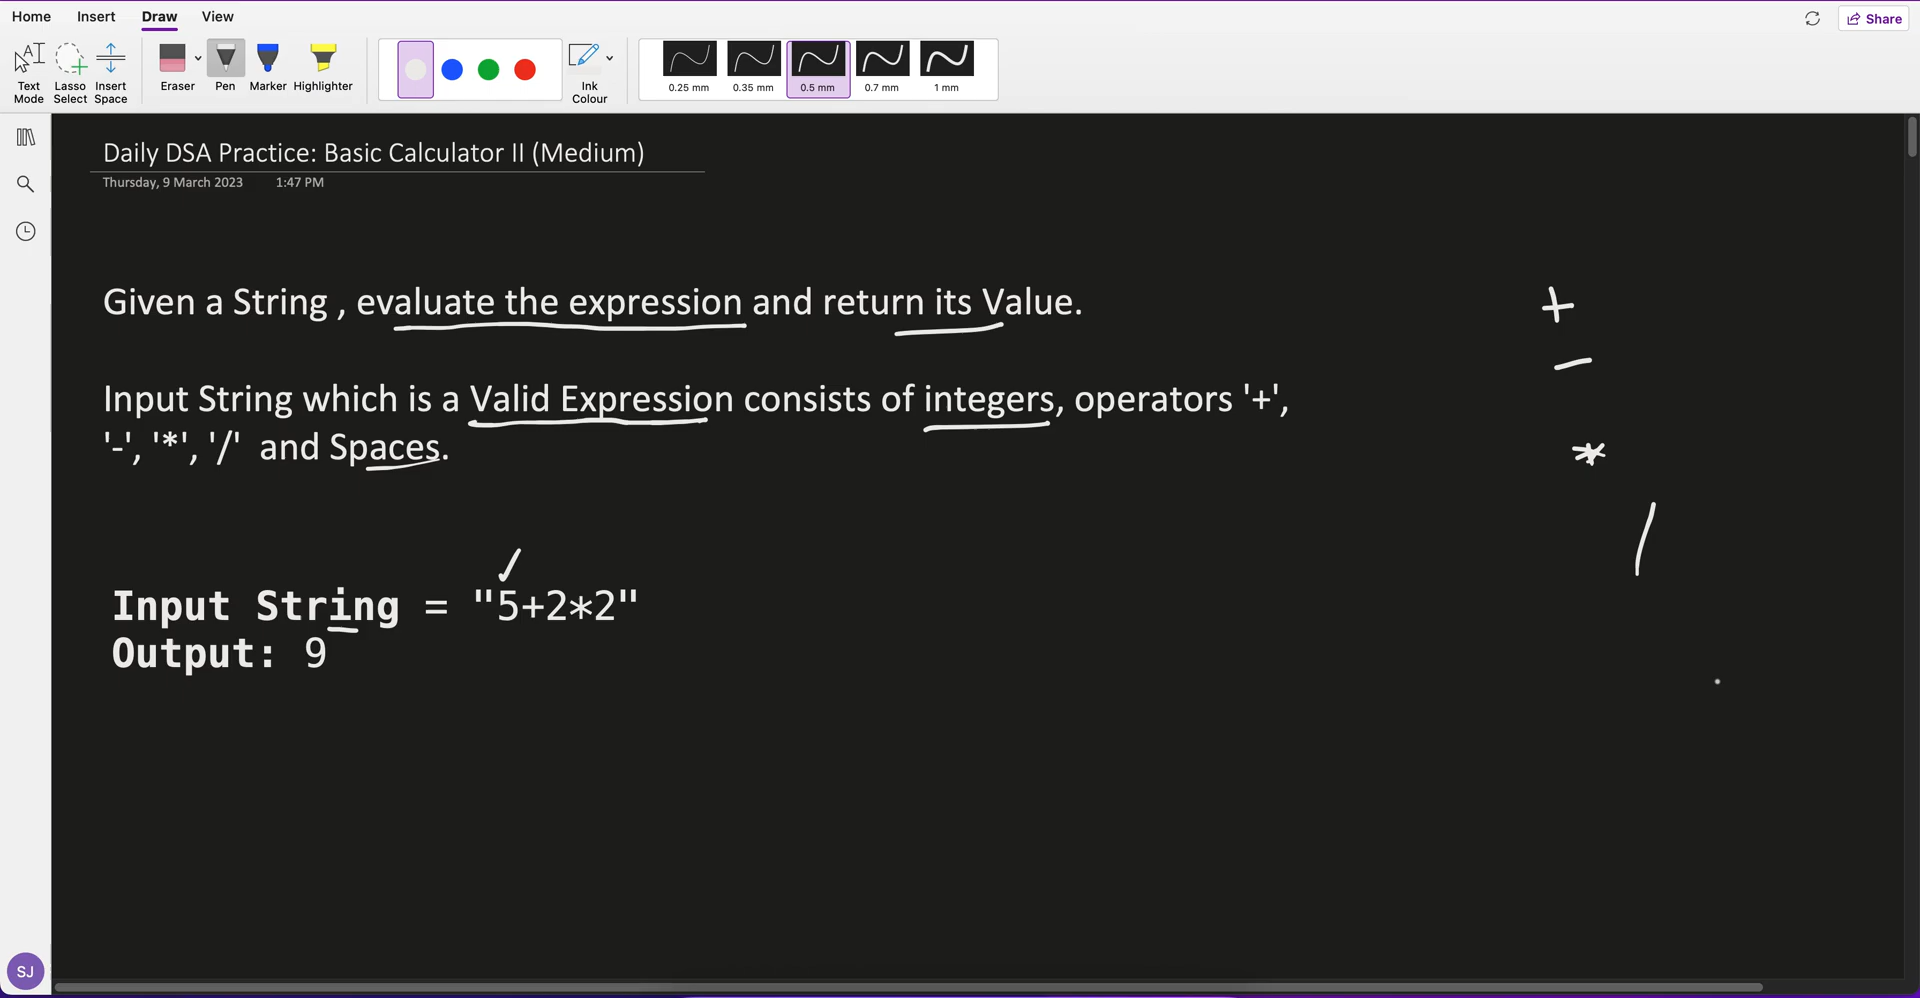 Home Insert Draw View
Share
Text Mode
Lasso Select
Insert Space
Eraser
Pen
Marker
Highlighter
Ink Colour
0.25 mm
0.35 mm
0.5 mm
0.7 mm
1 mm
Daily DSA Practice: Basic Calculator II (Medium)
Thursday, 9 March 2023 1:47 PM
Given a String , evaluate the expression and return its Value.
Input String which is a Valid Expression consists of integers, operators '+',
'-', '*', '/' and Spaces.
+
-
*
/
Input String = "5+2*2"
Output: 9
SJ